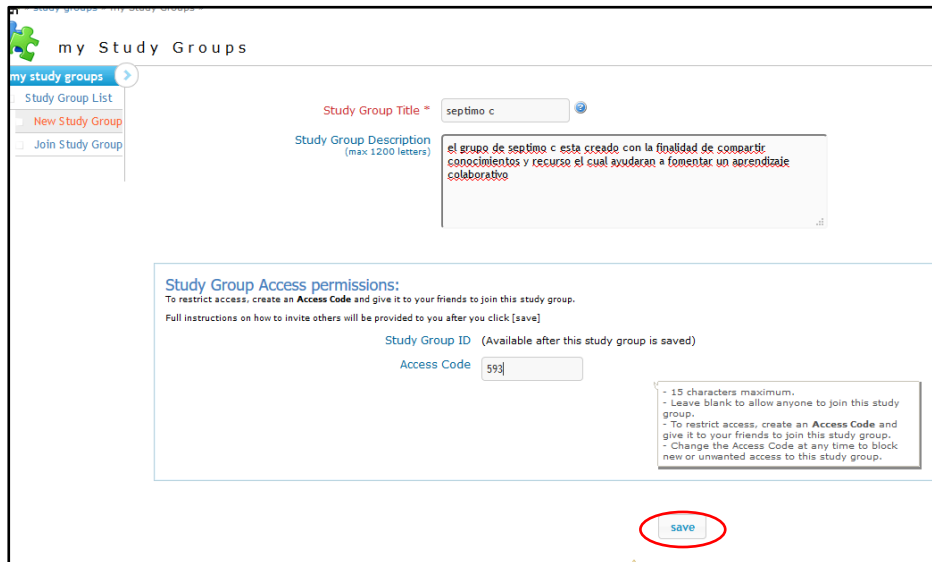 » study groups » my Study Groups »
my Study Groups
my study groups
Study Group List
New Study Group
Join Study Group
Study Group Title *
septimo c
Study Group Description
(max 1200 letters)
el grupo de septimo c esta creado con la finalidad de compartir
conocimientos y recurso el cual ayudaran a fomentar un aprendizaje
colaborativo
Study Group Access permissions:
To restrict access, create an Access Code and give it to your friends to join this study group.
Full instructions on how to invite others will be provided to you after you click [save]
Study Group ID (Available after this study group is saved)
Access Code
593
- 15 characters maximum.
- Leave blank to allow anyone to join this study
group.
- To restrict access, create an Access Code and
give it to your friends to join this study group.
- Change the Access Code at any time to block
new or unwanted access to this study group.
save